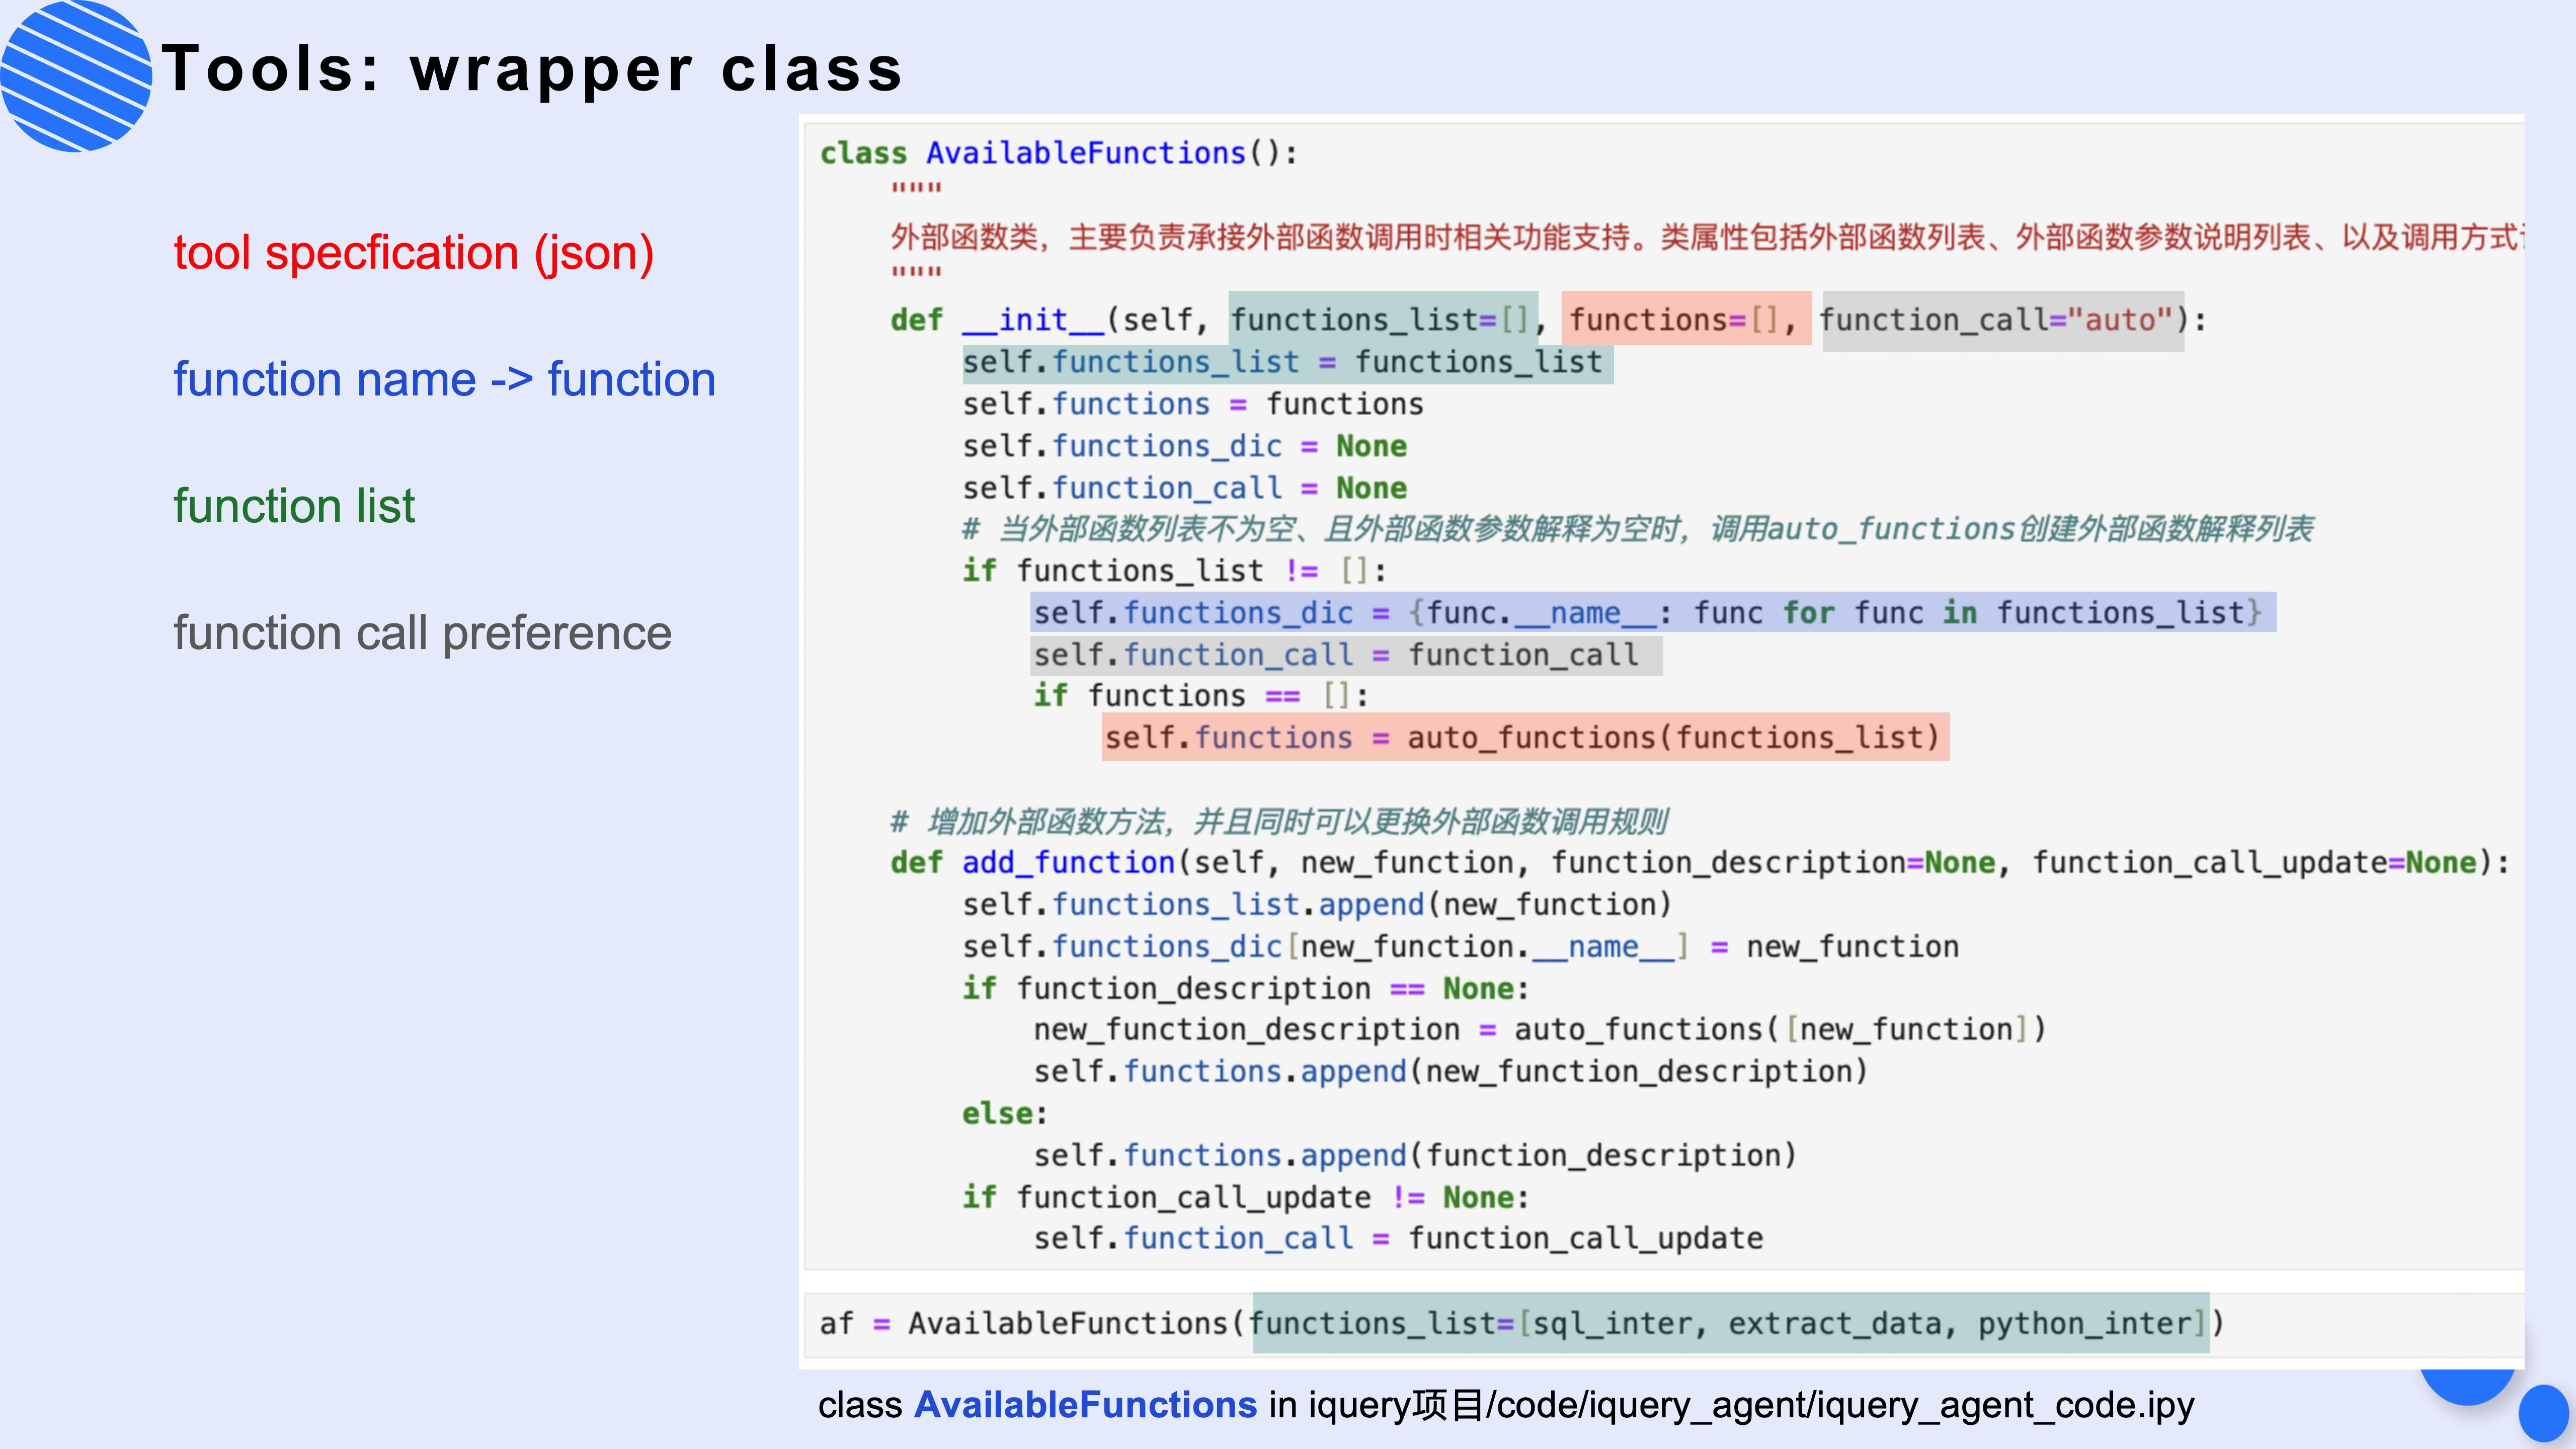 Tools: wrapper class
tool specfication (json)
function name -> function
function list
function call preference
class AvailableFunctions():
    """
    外部函数类，主要负责承接外部函数调用时相关功能支持。类属性包括外部函数列表、外部函数参数说明列表、以及调用方式
    """
    def __init__(self, functions_list=[], functions=[], function_call="auto"):
        self.functions_list = functions_list
        self.functions = functions
        self.functions_dic = None
        self.function_call = None
        # 当外部函数列表不为空、且外部函数参数解释为空时，调用auto_functions创建外部函数解释列表
        if functions_list != []:
            self.functions_dic = {func.__name__: func for func in functions_list}
            self.function_call = function_call
            if functions == []:
                self.functions = auto_functions(functions_list)
    # 增加外部函数方法，并且同时可以更换外部函数调用规则
    def add_function(self, new_function, function_description=None, function_call_update=None):
        self.functions_list.append(new_function)
        self.functions_dic[new_function.__name__] = new_function
        if function_description == None:
            new_function_description = auto_functions([new_function])
            self.functions.append(new_function_description)
        else:
            self.functions.append(function_description)
        if function_call_update != None:
            self.function_call = function_call_update
af = AvailableFunctions(functions_list=[sql_inter, extract_data, python_inter])
class AvailableFunctions in iquery项目/code/iquery_agent/iquery_agent_code.ipy